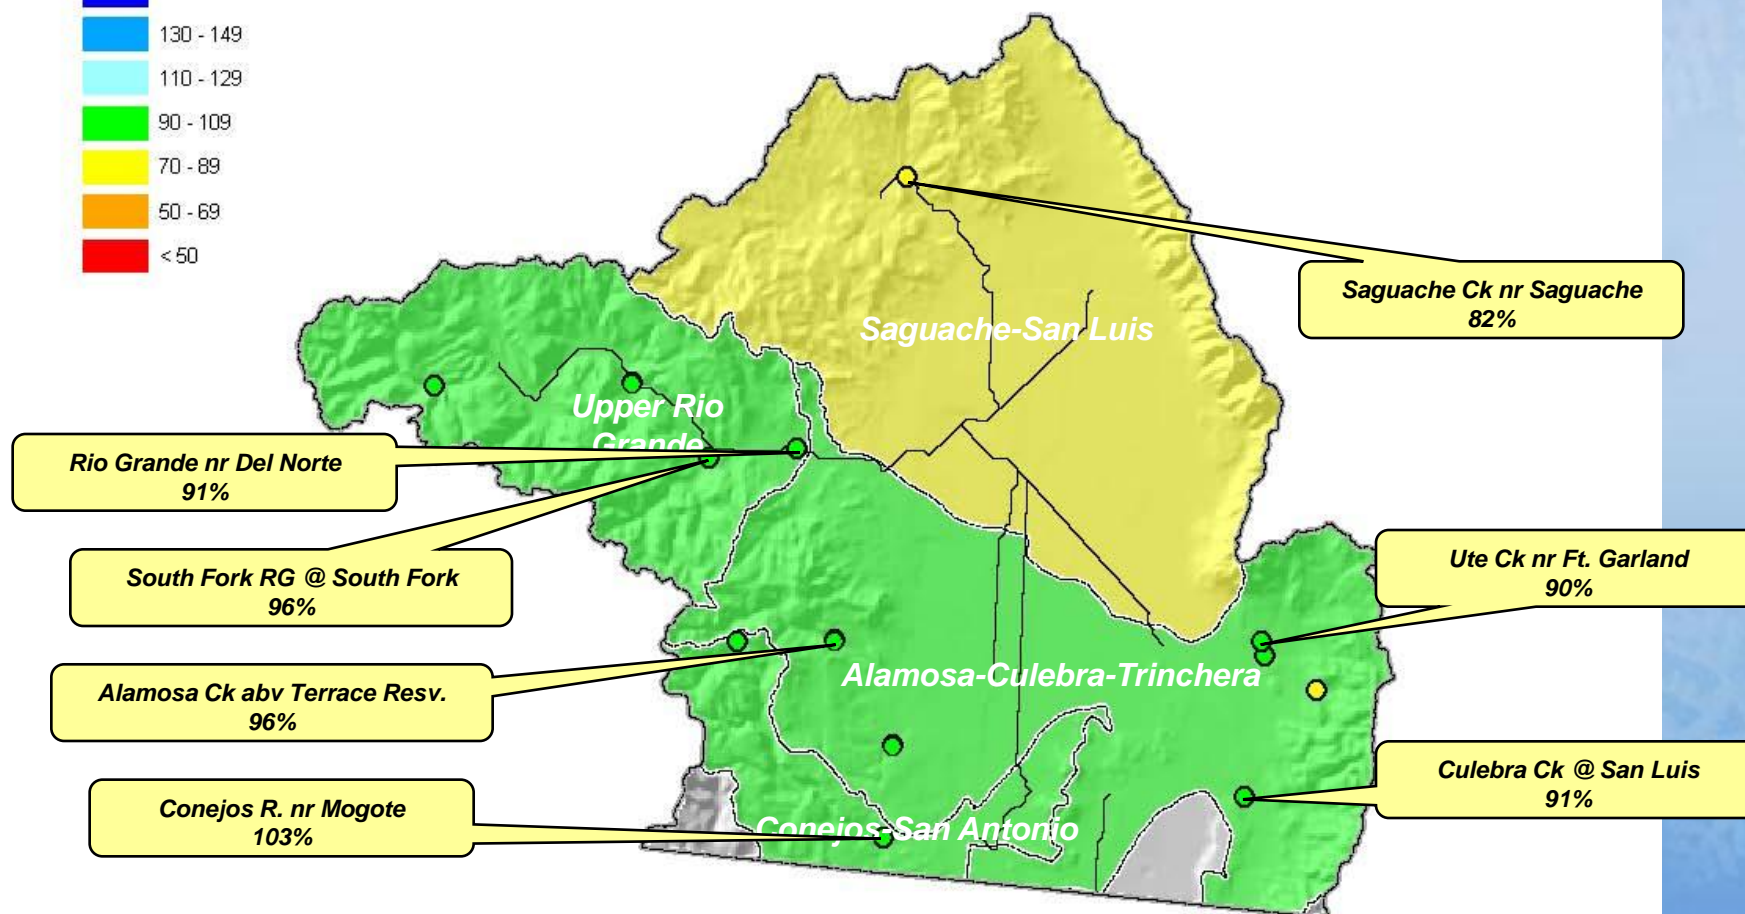 130 - 149
110 - 129
90 - 109
70 - 89
50 - 69
< 50
Saguache Ck nr Saguache
82%
Saguache-San Luis
Upper Rio
Grande
Rio Grande nr Del Norte
91%
South Fork RG @ South Fork
96%
Ute Ck nr Ft. Garland
90%
Alamosa-Culebra-Trinchera
Alamosa Ck abv Terrace Resv.
96%
Culebra Ck @ San Luis
91%
Conejos R. nr Mogote
103%
Conejos-San Antonio